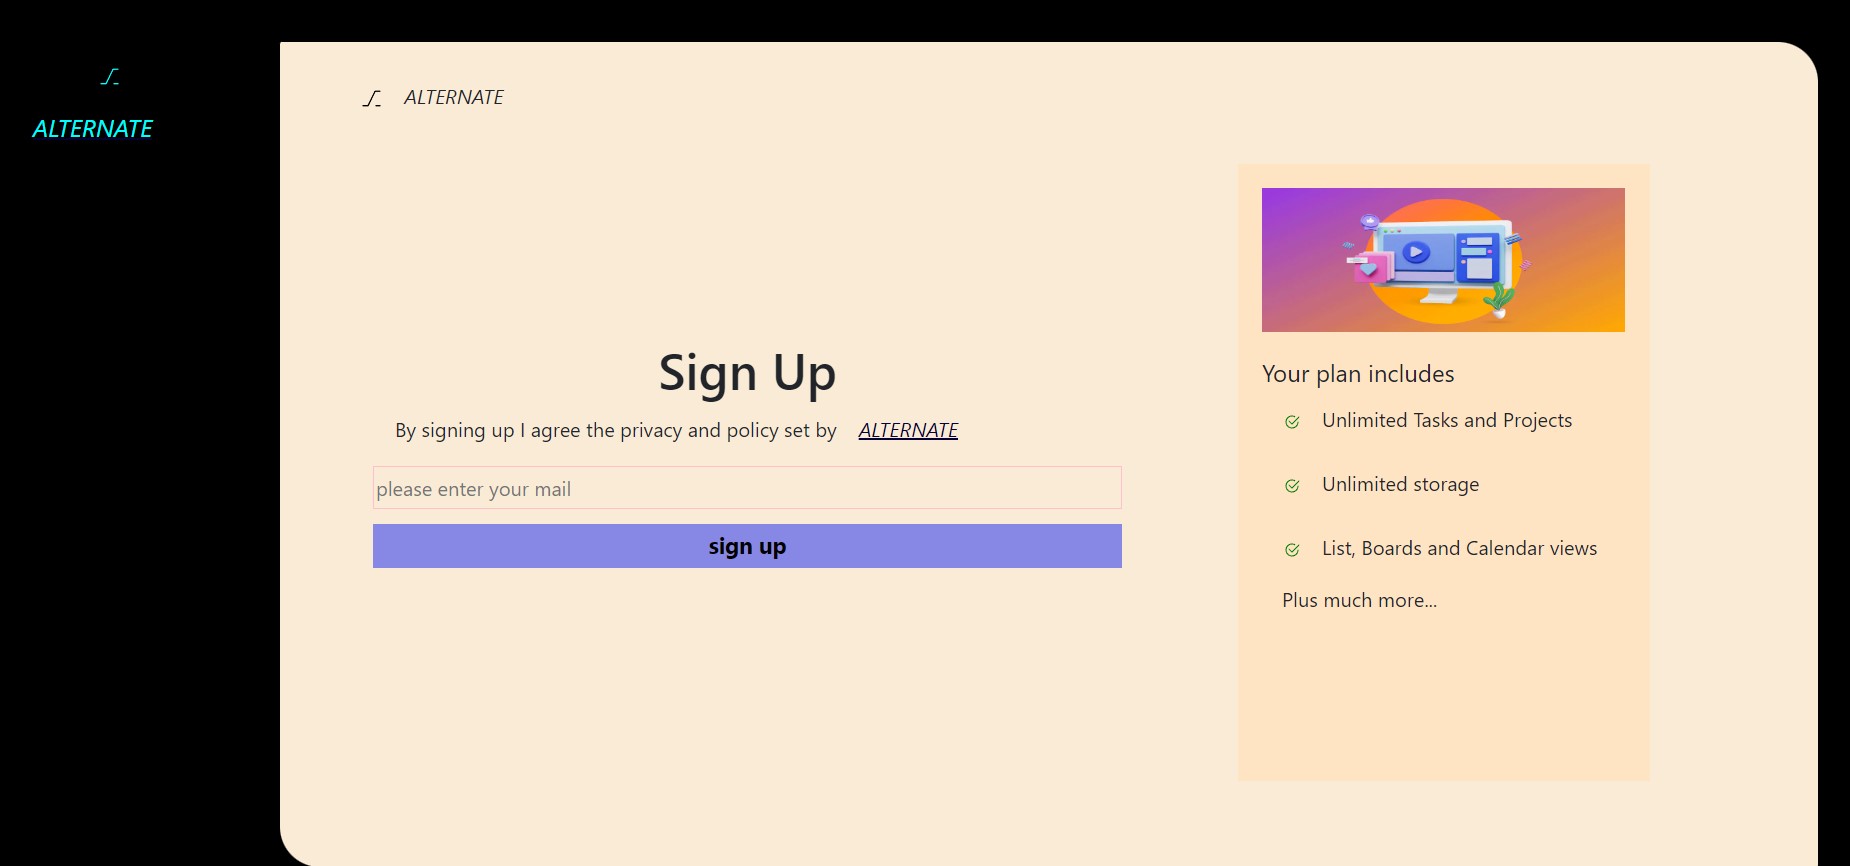 ALTERNATE
ALTERNATE
Sign Up
By signing up I agree the privacy and policy set by ALTERNATE
please enter your mail
sign up
Your plan includes
Unlimited Tasks and Projects
Unlimited storage
List, Boards and Calendar views
Plus much more...